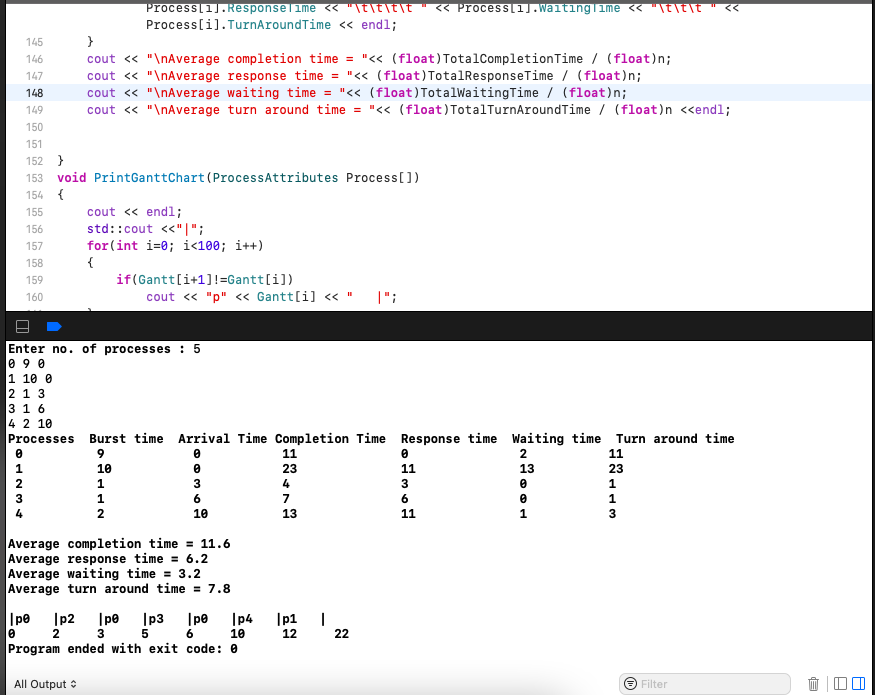 Process[i].ResponseTime << "\t\t\t\t " << Process[i].WaitingTime << "\t\t\t " <<
Process[i].TurnAroundTime << endl;
145 }
146 cout << "\nAverage completion time = "<< (float)TotalCompletionTime / (float)n;
147 cout << "\nAverage response time = "<< (float)TotalResponseTime / (float)n;
148 cout << "\nAverage waiting time = "<< (float)TotalWaitingTime / (float)n;
149 cout << "\nAverage turn around time = "<< (float)TotalTurnAroundTime / (float)n <<endl;
150
151
152 }
153 void PrintGanttChart(ProcessAttributes Process[])
154 {
155 cout << endl;
156 std::cout <<"|";
157 for(int i=0; i<100; i++)
158 {
159 if(Gantt[i+1]!=Gantt[i])
160 cout << "p" << Gantt[i] << "   |";
Enter no. of processes : 5
0 9 0
1 10 0
2 1 3
3 1 6
4 2 10
Processes Burst time Arrival Time Completion Time Response time Waiting time Turn around time
0 9 0 11 0 2 11
1 10 0 23 11 13 23
2 1 3 4 3 0 1
3 1 6 7 6 0 1
4 2 10 13 11 1 3
Average completion time = 11.6
Average response time = 6.2
Average waiting time = 3.2
Average turn around time = 7.8
|p0 |p2 |p0 |p3 |p0 |p4 |p1 |
0 2 3 5 6 10 12 22
Program ended with exit code: 0
All Output
Filter